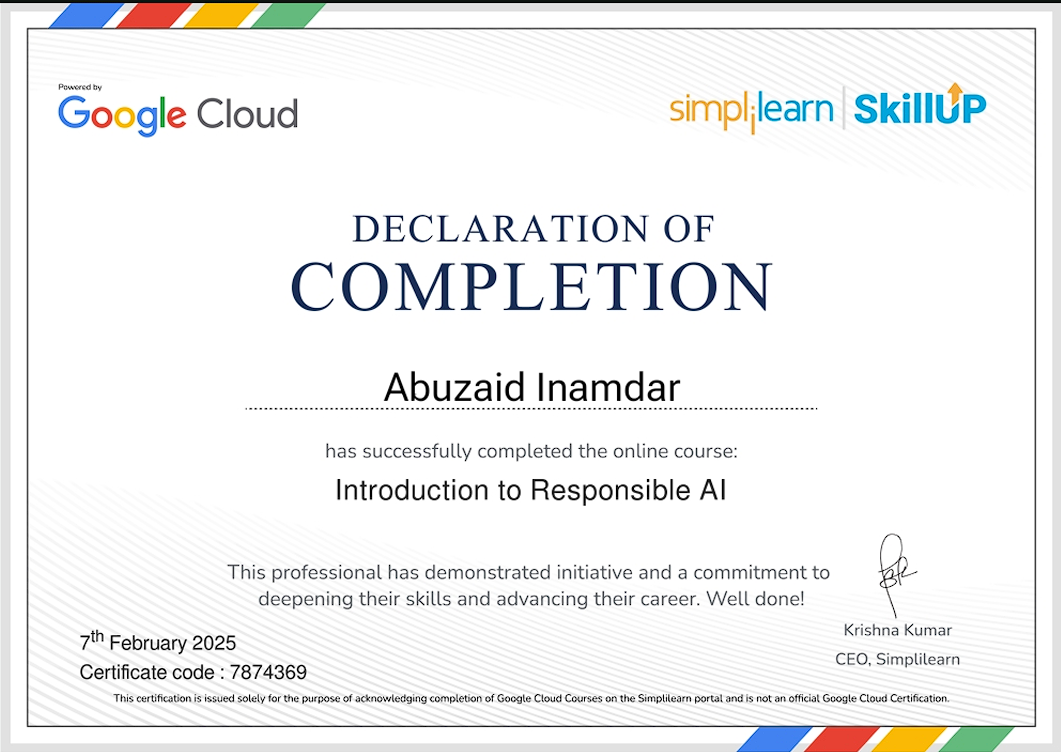 Powered by
Google Cloud
simplilearn | SkillUP
DECLARATION OF
COMPLETION
Abuzaid Inamdar
has successfully completed the online course:
Introduction to Responsible AI
This professional has demonstrated initiative and a commitment to
deepening their skills and advancing their career. Well done!
Krishna Kumar
CEO, Simplilearn
7th February 2025
Certificate code : 7874369
This certification is issued solely for the purpose of acknowledging completion of Google Cloud Courses on the Simplilearn portal and is not an official Google Cloud Certification.